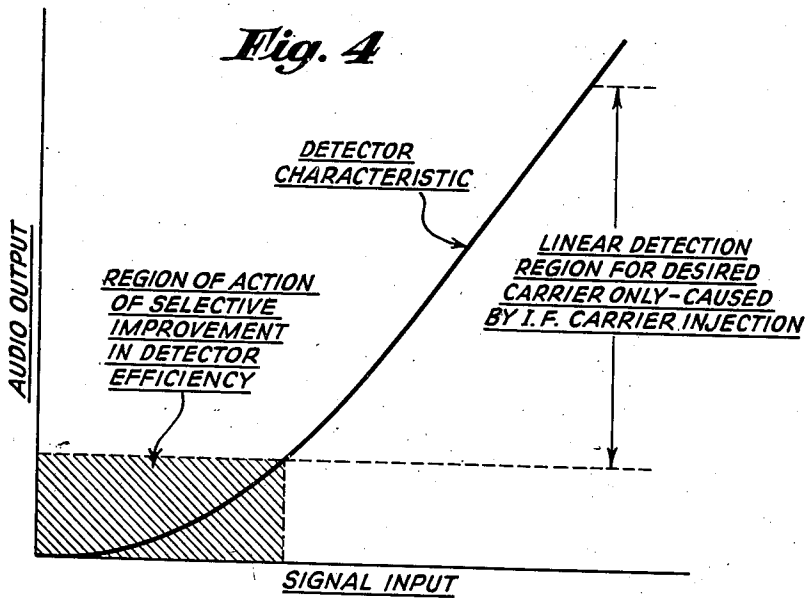 Fig. 4
DETECTOR
CHARACTERISTIC
LINEAR DETECTION
REGION FOR DESIRED
CARRIER ONLY-CAUSED
BY I.F. CARRIER INJECTION
REGION OF ACTION
OF SELECTIVE
IMPROVEMENT
IN DETECTOR
EFFICIENCY
AUDIO OUTPUT
SIGNAL INPUT